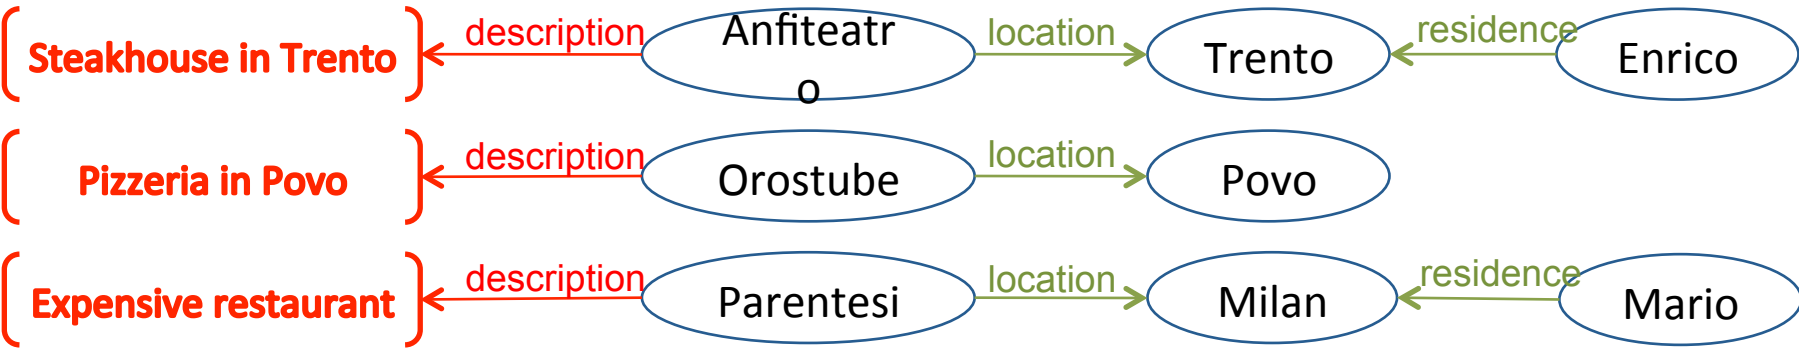 Steakhouse in Trento description Anfiteatr
o location Trento residence Enrico
Pizzeria in Povo description Orostube location Povo
Expensive restaurant description Parentesi location Milan residence Mario